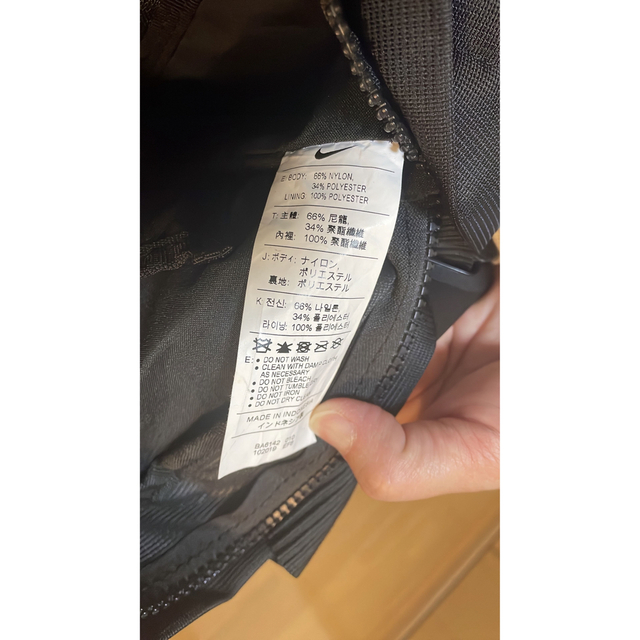 E: BODY: 66% NYLON,
34% POLYESTER
LINING: 100% POLYESTER
T: 主體: 66% 尼龍,
34% 聚酯纖維
內裡: 100% 聚酯纖維
J: ボディ: ナイロン,
ポリエステル
裏地: ポリエステル
K: 전신: 66% 나일론,
34% 폴리에스터
라이닝: 100% 폴리에스터
E: • DO NOT WASH
• CLEAN WITH DAMP CLOTH
AS NECESSARY
• DO NOT BLEACH
• DO NOT TUMBLE
• DO NOT IRON
• DO NOT DRY
MADE IN
インド
BA8142